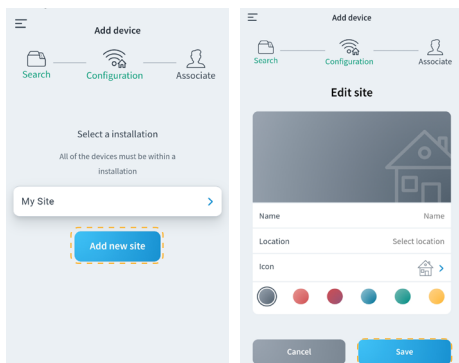 Add device
Search
Configuration
Associate
Select a installation
All of the devices must be within a
installation
My Site
Add new site
Add device
Search
Configuration
Associate
Edit site
Name
Name
Location
Select location
Icon
Cancel
Save